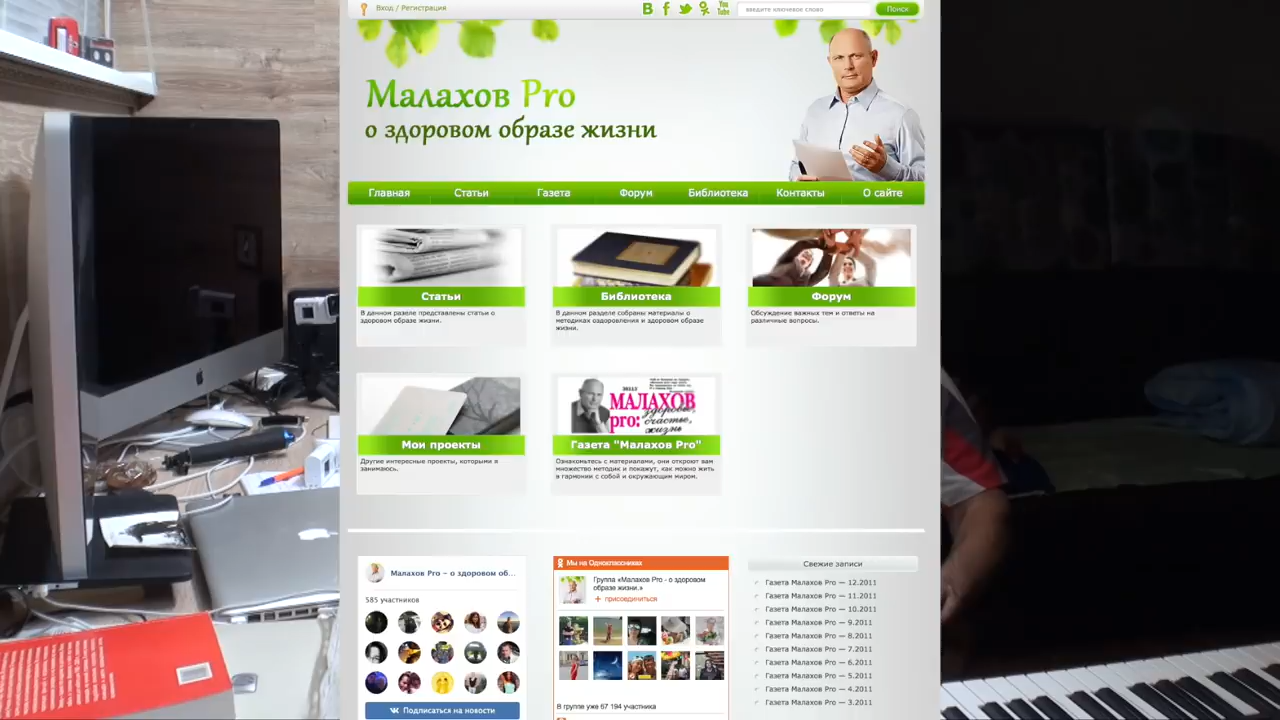 Вход / Регистрация
введите ключевое слово
Поиск
Малахов Pro
о здоровом образе жизни
Главная
Статьи
Газета
Форум
Библиотека
Контакты
О сайте
Статьи
В данном разеле представлены статьи о
здоровом образе жизни.
Библиотека
В данном разделе собраны материалы о
методиках оздоровления и здоровом образе
жизни.
Форум
Обсуждение важных тем и ответы на
различные вопросы.
Мои проекты
Другие интересные проекты, которыми я
занимаюсь.
МАЛАХОВ
pro:
здоровье,
счастье,
жизнь
Газета "Малахов Pro"
Ознакомьтесь с материалами, они откроют вам
множество методик и покажут, как можно жить
в гармонии с собой и окружающим миром.
Малахов Pro – о здоровом об...
585 участников
Подписаться на новости
Мы на Одноклассниках
Группа «Малахов Pro - о здоровом
образе жизни.»
+ присоединиться
В группе уже 67 194 участника
Свежие записи
Газета Малахов Pro — 12.2011
Газета Малахов Pro — 11.2011
Газета Малахов Pro — 10.2011
Газета Малахов Pro — 9.2011
Газета Малахов Pro — 8.2011
Газета Малахов Pro — 7.2011
Газета Малахов Pro — 6.2011
Газета Малахов Pro — 5.2011
Газета Малахов Pro — 4.2011
Газета Малахов Pro — 3.2011